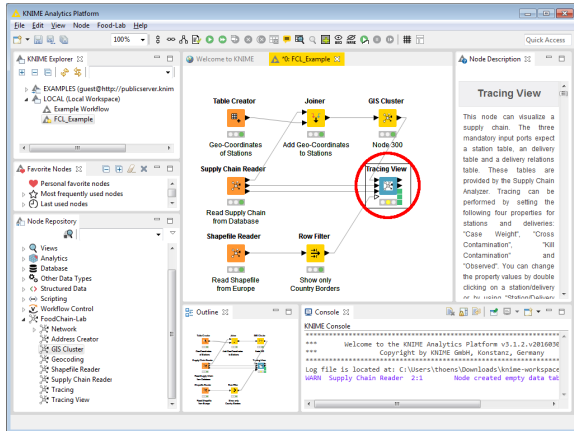 KNIME Analytics Platform
File Edit View Node Food-Lab Help
100%
Quick Access
KNIME Explorer
EXAMPLES (guest@http://publicserver.knim
LOCAL (Local Workspace)
Example Workflow
FCL_Example
Favorite Nodes
Personal favorite nodes
Most frequently used nodes
Last used nodes
Node Repository
Views
Analytics
Database
Other Data Types
Structured Data
Scripting
Workflow Control
FoodChain-Lab
Network
Address Creator
GIS Cluster
Geocoding
Shapefile Reader
Supply Chain Reader
Tracing
Tracing View
Welcome to KNIME
*0: FCL_Example
Table Creator
Joiner
GIS Cluster
Geo-Coordinates
of Stations
Add Geo-Coordinates
to Stations
Node 300
Supply Chain Reader
Tracing View
Read Supply Chain
from Database
Shapefile Reader
Row Filter
Read Shapefile
from Europe
Show only
Country Borders
Node Description
Tracing View
This node can visualize a
supply chain. The three
mandatory input ports expect
a station table, an delivery
table and a delivery relations
table. These tables are
provided by the Supply Chain
Analyzer. Tracing can be
performed by setting the
following four properties for
stations and deliveries:
"Case Weight", "Cross
Contamination", "Kill
Contamination" and
"Observed". You can change
the property values by double
clicking on a station/delivery
or by using "Station/Delivery
Outline
Console
KNIME Console
*** Welcome to the KNIME Analytics Platform v3.1.2.v2016030
*** Copyright by KNIME GmbH, Konstanz, Germany
Log file is located at: C:\Users\thoens\Downloads\knime-workspace
WARN Supply Chain Reader 2:1 Node created empty data tab